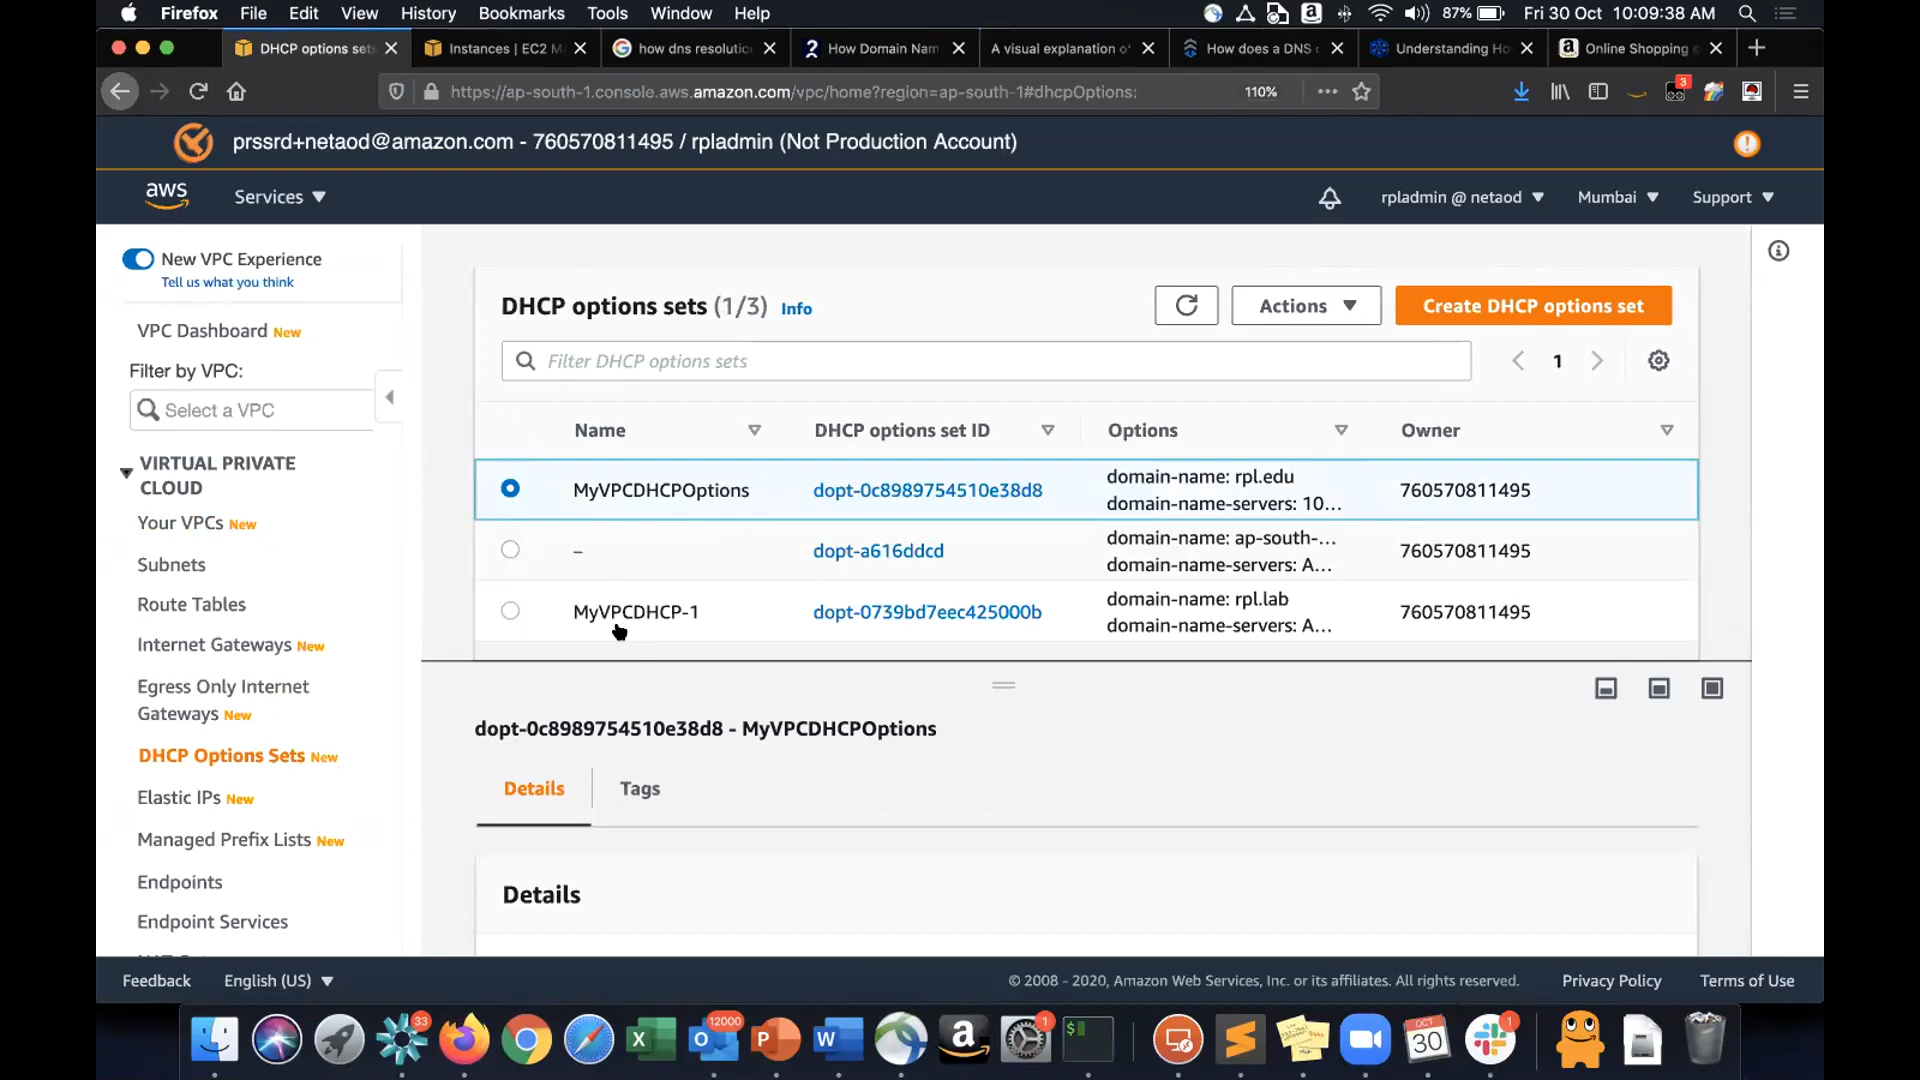 Firefox File Edit View History Bookmarks Tools Window Help 87% Fri 30 Oct 10:09:38 AM
DHCP options sets Instances | EC2 M how dns resolutio How Domain Nam A visual explanation o How does a DNS Understanding Ho Online Shopping
https://ap-south-1.console.aws.amazon.com/vpc/home?region=ap-south-1#dhcpOptions: 110% 3
prssrd+netaod@amazon.com - 760570811495 / rpladmin (Not Production Account)
aws Services rpladmin @ netaod Mumbai Support
New VPC Experience
Tell us what you think
VPC Dashboard New
Filter by VPC:
Select a VPC
VIRTUAL PRIVATE
CLOUD
Your VPCs New
Subnets
Route Tables
Internet Gateways New
Egress Only Internet
Gateways New
DHCP Options Sets New
Elastic IPs New
Managed Prefix Lists New
Endpoints
Endpoint Services
DHCP options sets (1/3) Info Actions Create DHCP options set
Filter DHCP options sets 1
Name DHCP options set ID Options Owner
MyVPCDHCPOptions dopt-0c8989754510e38d8 domain-name: rpl.edu 760570811495
domain-name-servers: 10...
– dopt-a616ddcd domain-name: ap-south-... 760570811495
domain-name-servers: A...
MyVPCDHCP-1 dopt-0739bd7eec425000b domain-name: rpl.lab 760570811495
domain-name-servers: A...
dopt-0c8989754510e38d8 - MyVPCDHCPOptions
Details Tags
Details
Feedback English (US) © 2008 - 2020, Amazon Web Services, Inc. or its affiliates. All rights reserved. Privacy Policy Terms of Use
33 12000 1 OCT 30 1